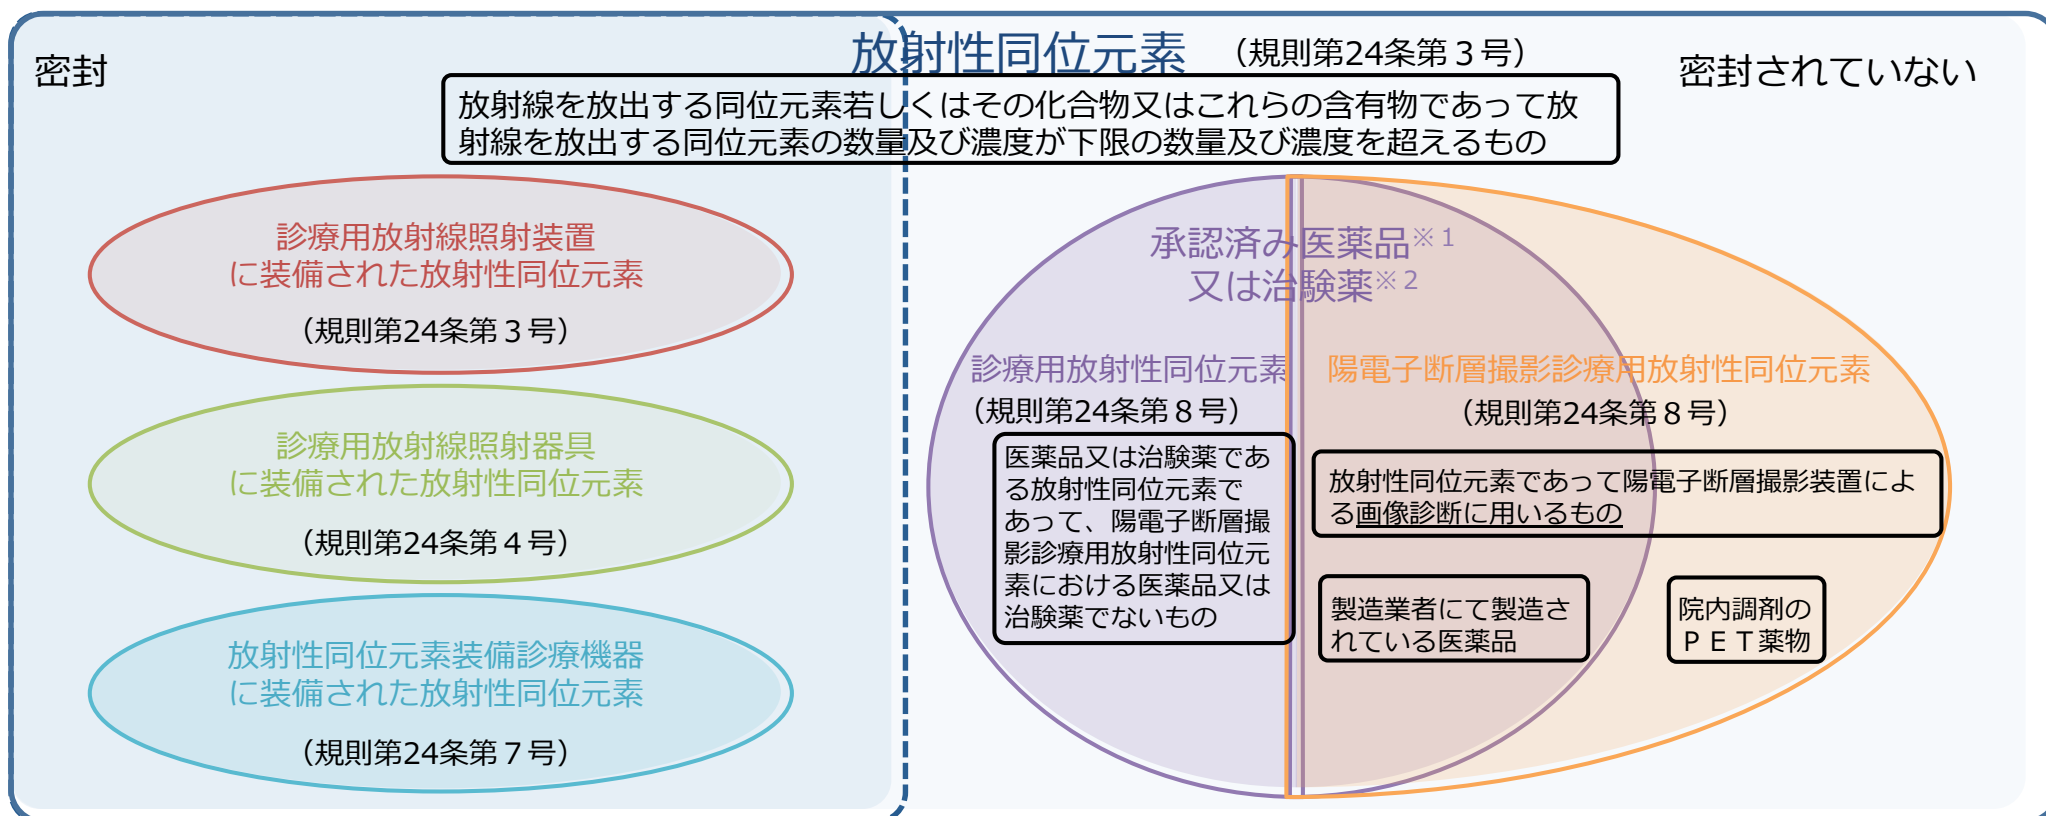 密封
放射性同位元素 （規則第24条第３号）
密封されていない
放射線を放出する同位元素若しくはその化合物又はこれらの含有物であって放
射線を放出する同位元素の数量及び濃度が下限の数量及び濃度を超えるもの
診療用放射線照射装置
に装備された放射性同位元素
（規則第24条第３号）
診療用放射線照射器具
に装備された放射性同位元素
（規則第24条第４号）
放射性同位元素装備診療機器
に装備された放射性同位元素
（規則第24条第７号）
承認済み医薬品※１
又は治験薬※２
診療用放射性同位元素
（規則第24条第８号）
医薬品又は治験薬であ
る放射性同位元素で
あって、陽電子断層撮
影診療用放射性同位元
素における医薬品又は
治験薬でないもの
陽電子断層撮影診療用放射性同位元素
（規則第24条第８号）
放射性同位元素であって陽電子断層撮影装置によ
る画像診断に用いるもの
製造業者にて製造さ
れている医薬品
院内調剤の
ＰＥＴ薬物